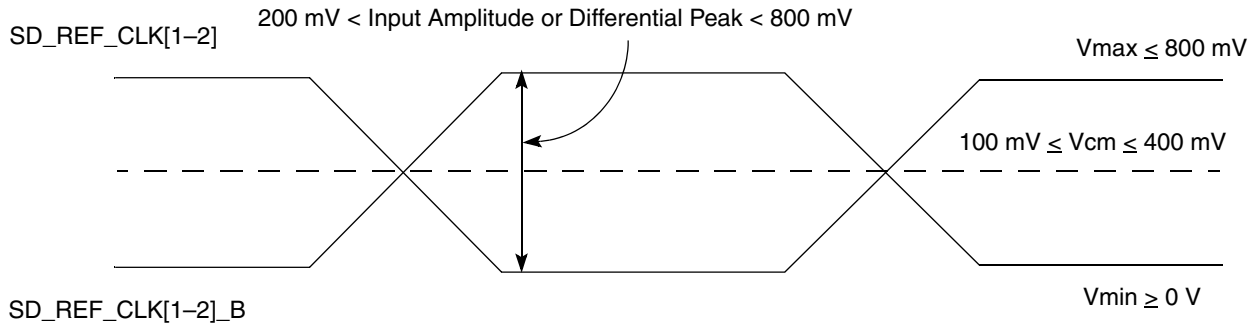 200 mV < Input Amplitude or Differential Peak < 800 mV
SD_REF_CLK[1–2]
Vmax ≤ 800 mV
100 mV ≤ Vcm ≤ 400 mV
Vmin ≥ 0 V
SD_REF_CLK[1–2]_B